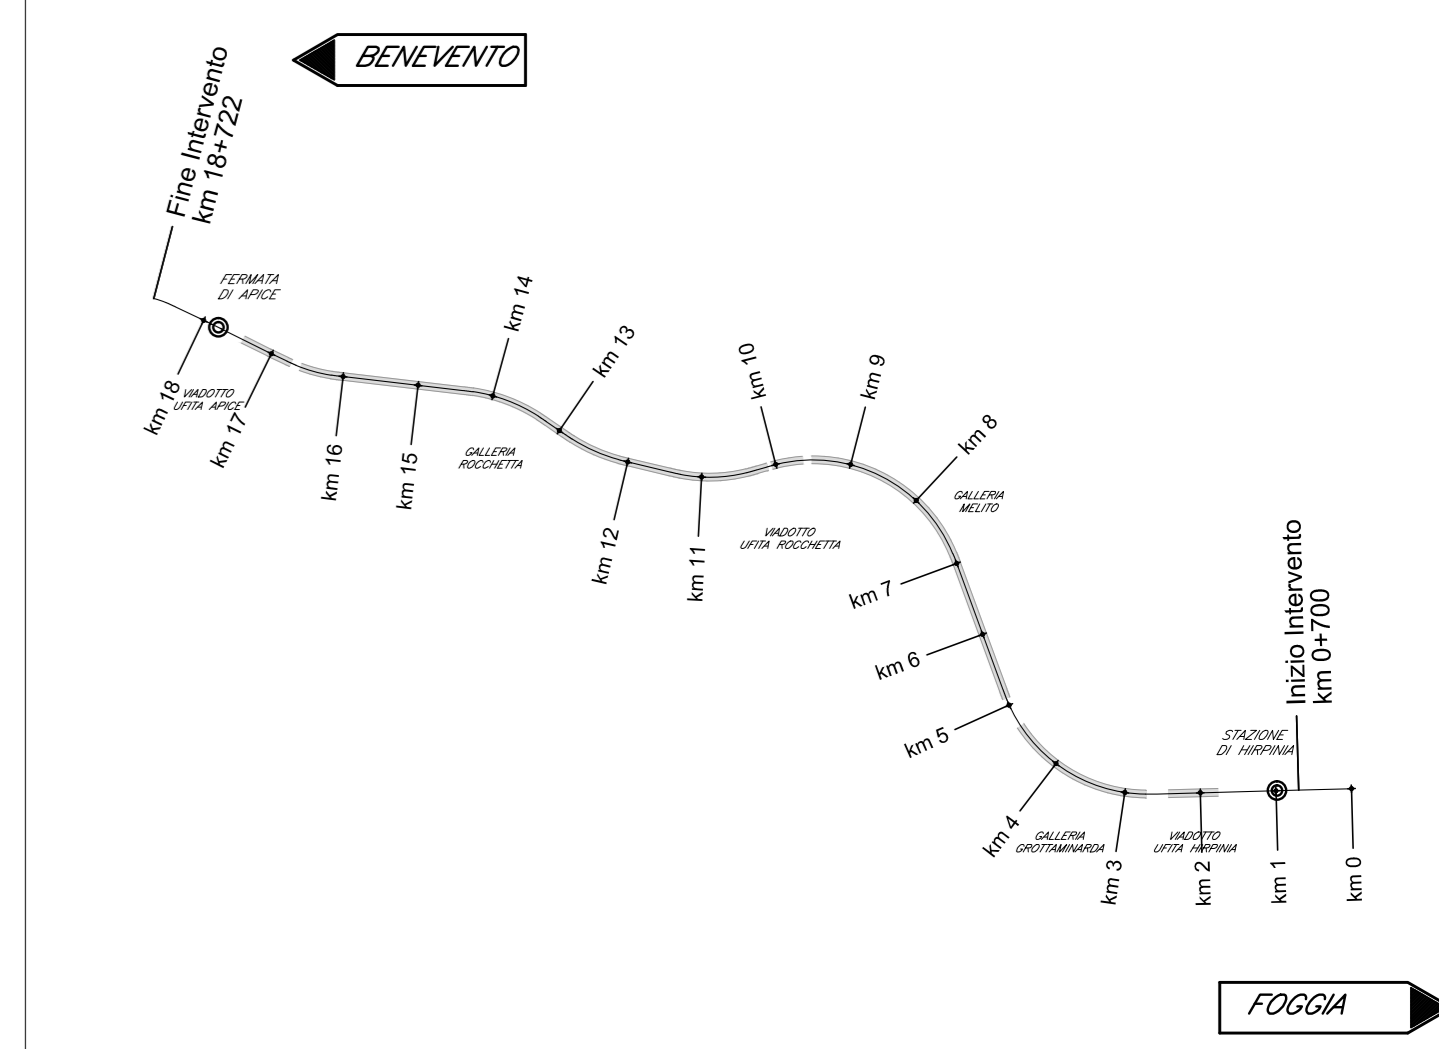 BENEVENTO
Fine Intervento
km 18+722
FERMATA
DI APICE
km 18
VIADOTTO
UFITA APICE
km 17
km 16
km 15
km 14
GALLERIA
ROCCHETTA
km 13
km 12
km 11
km 10
VIADOTTO
UFITA ROCCHETTA
km 9
km 8
GALLERIA
MELITO
km 7
km 6
km 5
km 4
GALLERIA
GROTTAMINARDA
km 3
VIADOTTO
UFITA HIRPINIA
km 2
STAZIONE
DI HIRPINIA
km 1
Inizio Intervento
km 0+700
km 0
FOGGIA